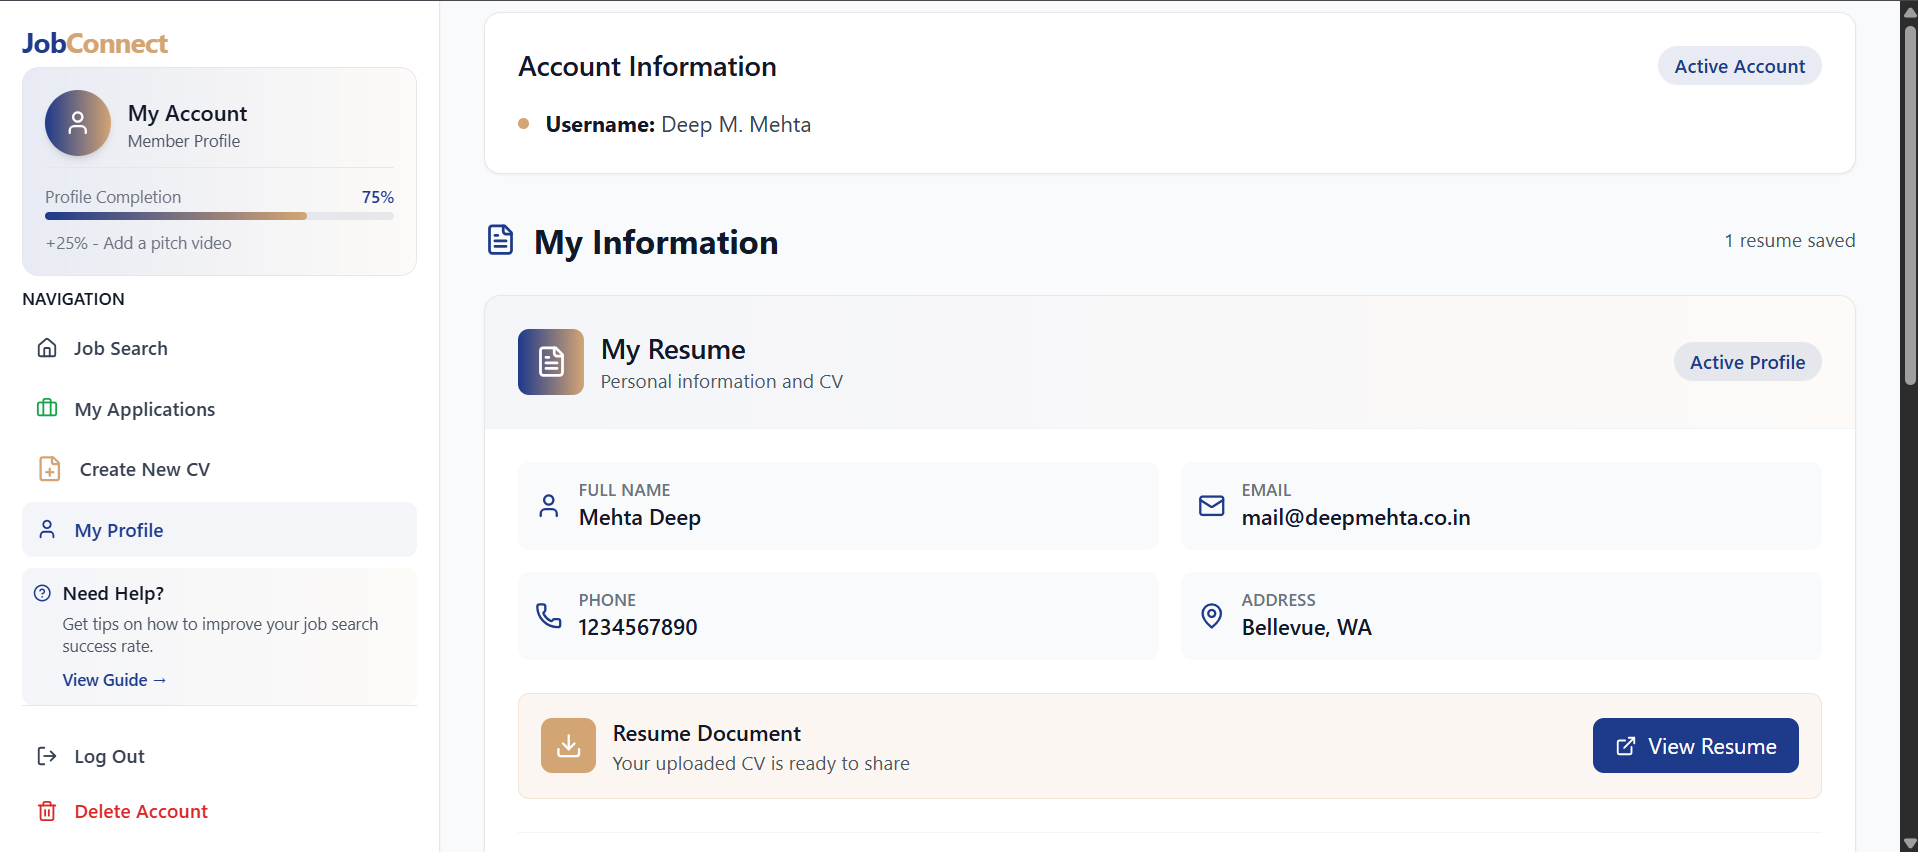 JobConnect
My Account
Member Profile
Profile Completion 75%
+25% - Add a pitch video
NAVIGATION
Job Search
My Applications
Create New CV
My Profile
Need Help?
Get tips on how to improve your job search
success rate.
View Guide →
Log Out
Delete Account
Account Information
Active Account
Username: Deep M. Mehta
My Information
1 resume saved
My Resume
Personal information and CV
Active Profile
FULL NAME
Mehta Deep
EMAIL
mail@deepmehta.co.in
PHONE
1234567890
ADDRESS
Bellevue, WA
Resume Document
Your uploaded CV is ready to share
View Resume